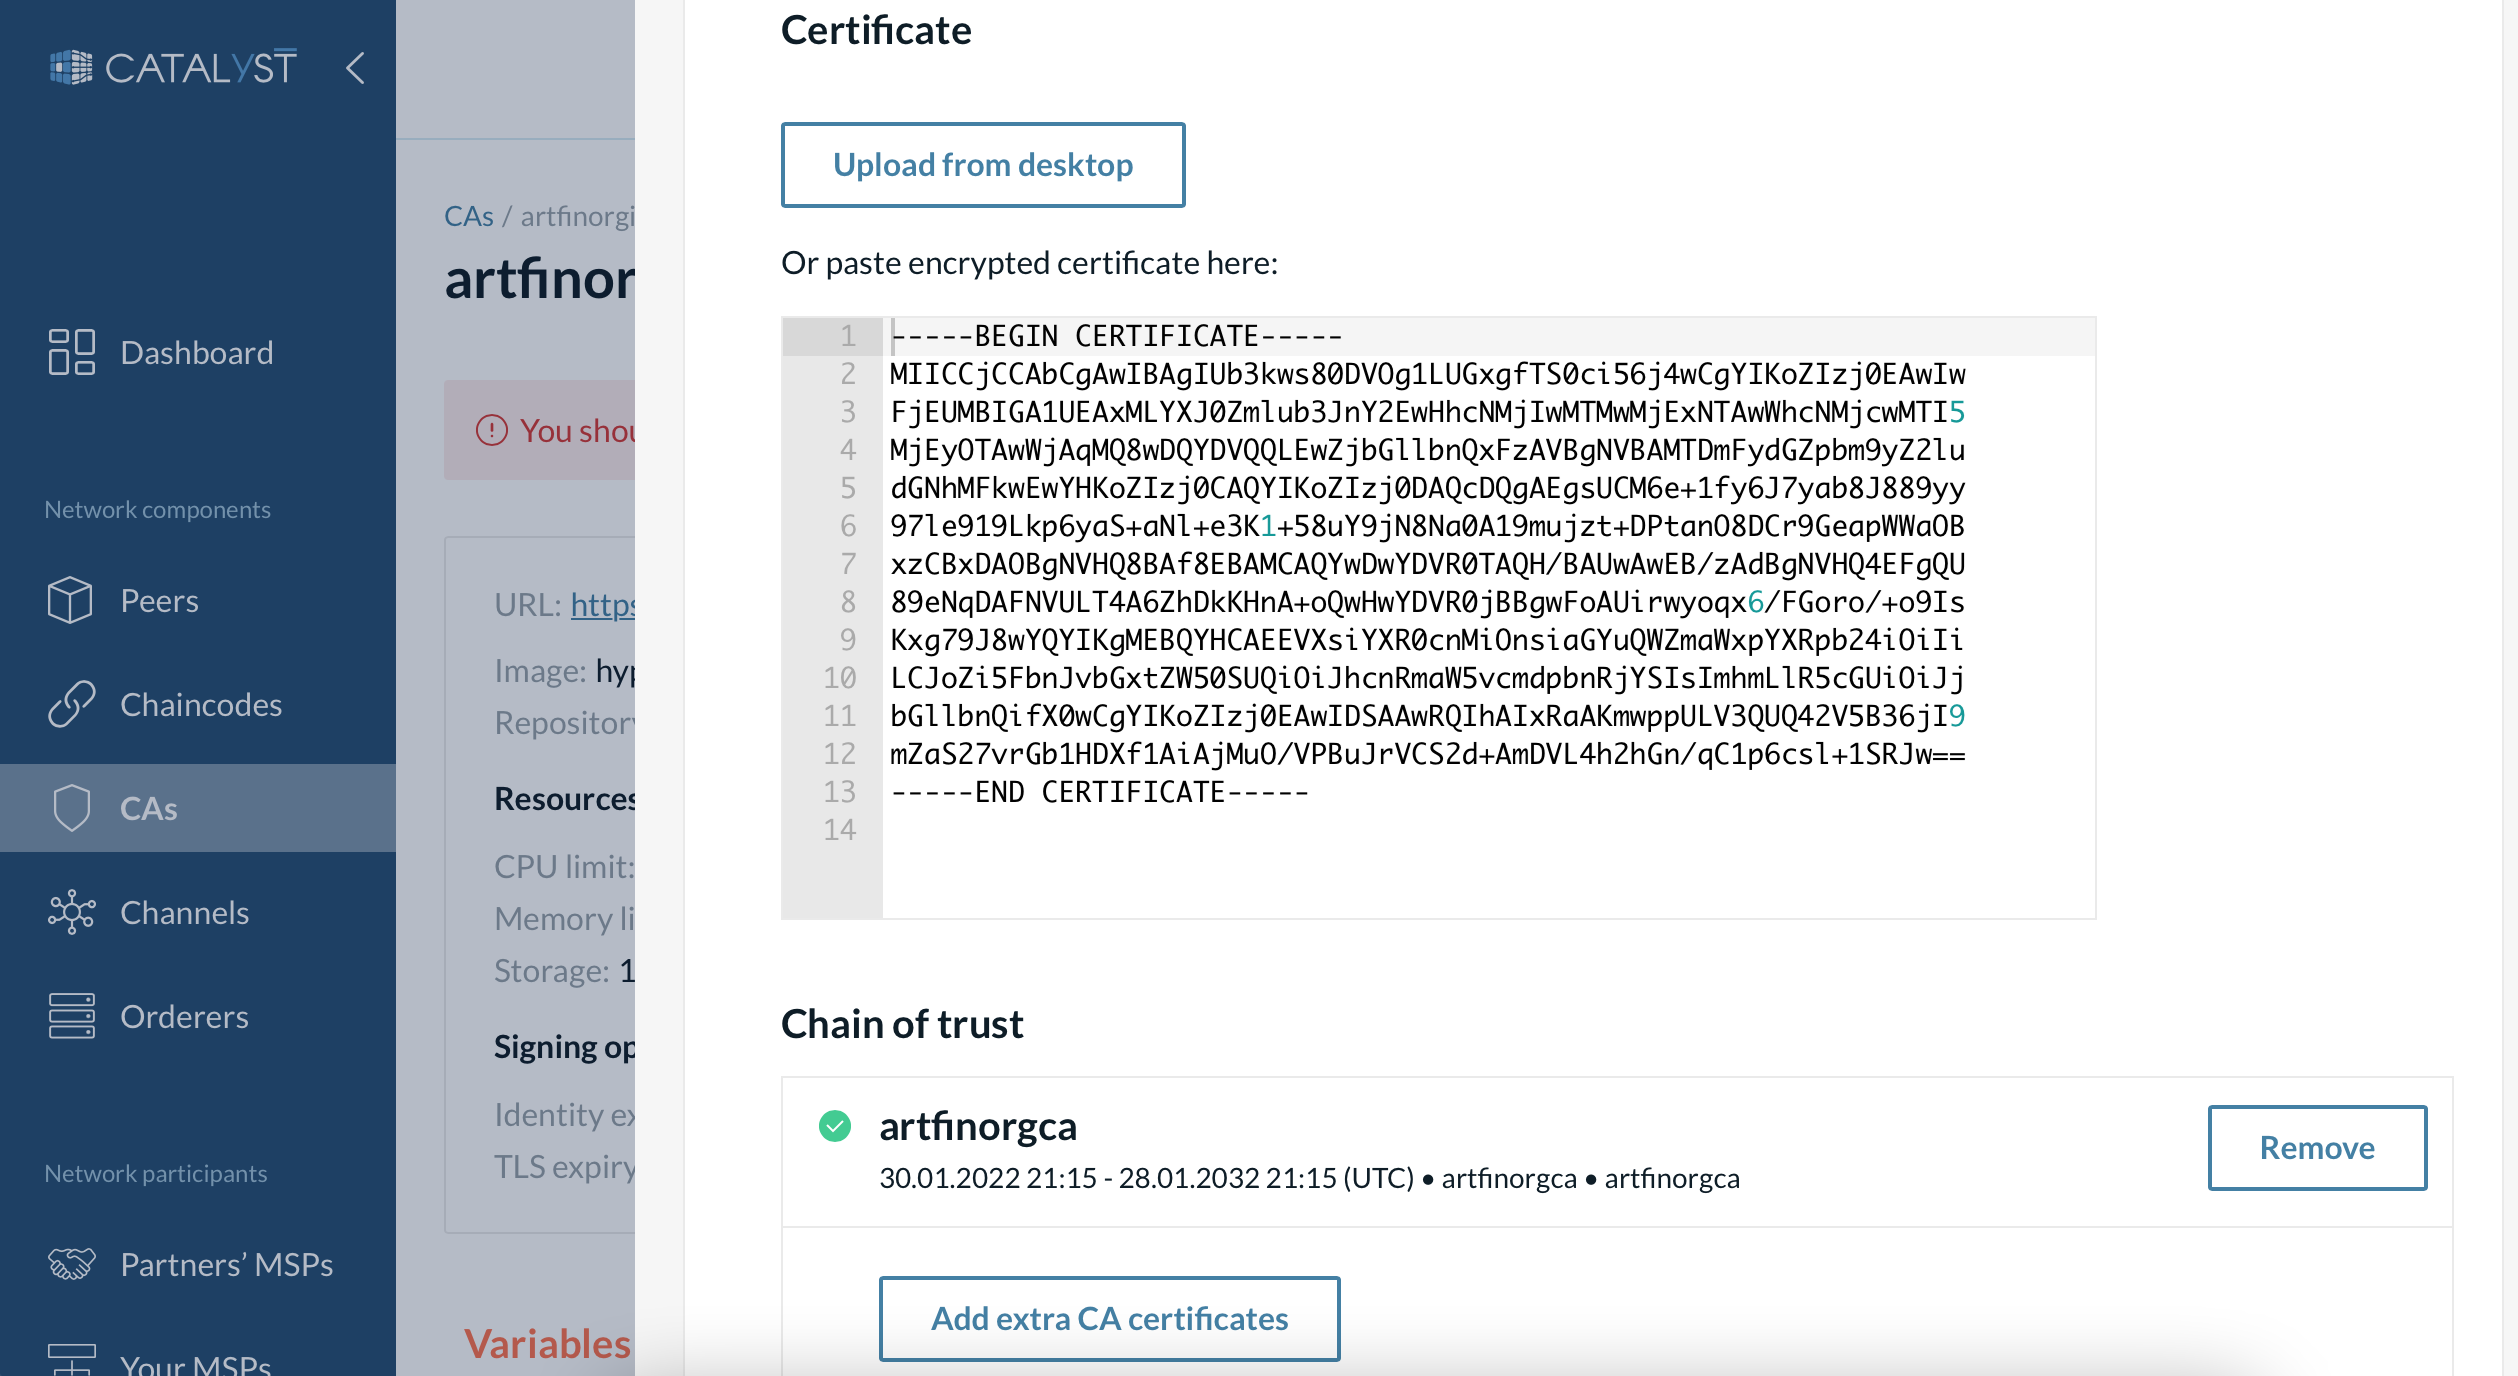 CATALYST
Dashboard
Network components
Peers
Chaincodes
CAs
Channels
Orderers
Network participants
Partners’ MSPs
Your MSPs
CAs / artfinorgi
artfinor
You shou
URL: https
Image: hyp
Repository
Resources
CPU limit:
Memory li
Storage: 1
Signing op
Identity ex
TLS expiry
Variables
Certificate
Upload from desktop
Or paste encrypted certificate here:
1 -----BEGIN CERTIFICATE-----
2 MIICCjCCAbCgAwIBAgIUb3kws80DVOg1LUGxgfTS0ci56j4wCgYIKoZIzj0EAwIw
3 FjEUMBIGA1UEAxMLYXJ0Zmlub3JnY2EwHhcNMjIwMTMwMjExNTAwWhcNMjcwMTI5
4 MjEyOTAwWjAqMQ8wDQYDVQQLEwZjbGllbnQxFzAVBgNVBAMTDmFydGZpbm9yZ2lu
5 dGNhMFkwEwYHKoZIzj0CAQYIKoZIzj0DAQcDQgAEgsUCM6e+1fy6J7yab8J889yy
6 97le919Lkp6yaS+aNl+e3K1+58uY9jN8Na0A19mujzt+DPtanO8DCr9GeapWWaOB
7 xzCBxDAOBgNVHQ8BAf8EBAMCAQYwDwYDVR0TAQH/BAUwAwEB/zAdBgNVHQ4EFgQU
8 89eNqDAFNVULT4A6ZhDkKHnA+oQwHwYDVR0jBBgwFoAUirwyoqx6/FGoro/+o9Is
9 Kxg79J8wYQYIKgMEBQYHCAEEVXsiYXR0cnMiOnsiaGYuQWZmaWxpYXRpb24iOiIi
10 LCJoZi5FbnJvbGxtZW50SUQiOiJhcnRmaW5vcmdpbnRjYSIsImhmLlR5cGUiOiJj
11 bGllbnQifX0wCgYIKoZIzj0EAwIDSAAwRQIhAIxRaAKmwppULV3QUQ42V5B36jI9
12 mZaS27vrGb1HDXf1AiAjMuO/VPBuJrVCS2d+AmDVL4h2hGn/qC1p6csl+1SRJw==
13 -----END CERTIFICATE-----
14
Chain of trust
artfinorgca
30.01.2022 21:15 - 28.01.2032 21:15 (UTC) • artfinorgca • artfinorgca
Remove
Add extra CA certificates